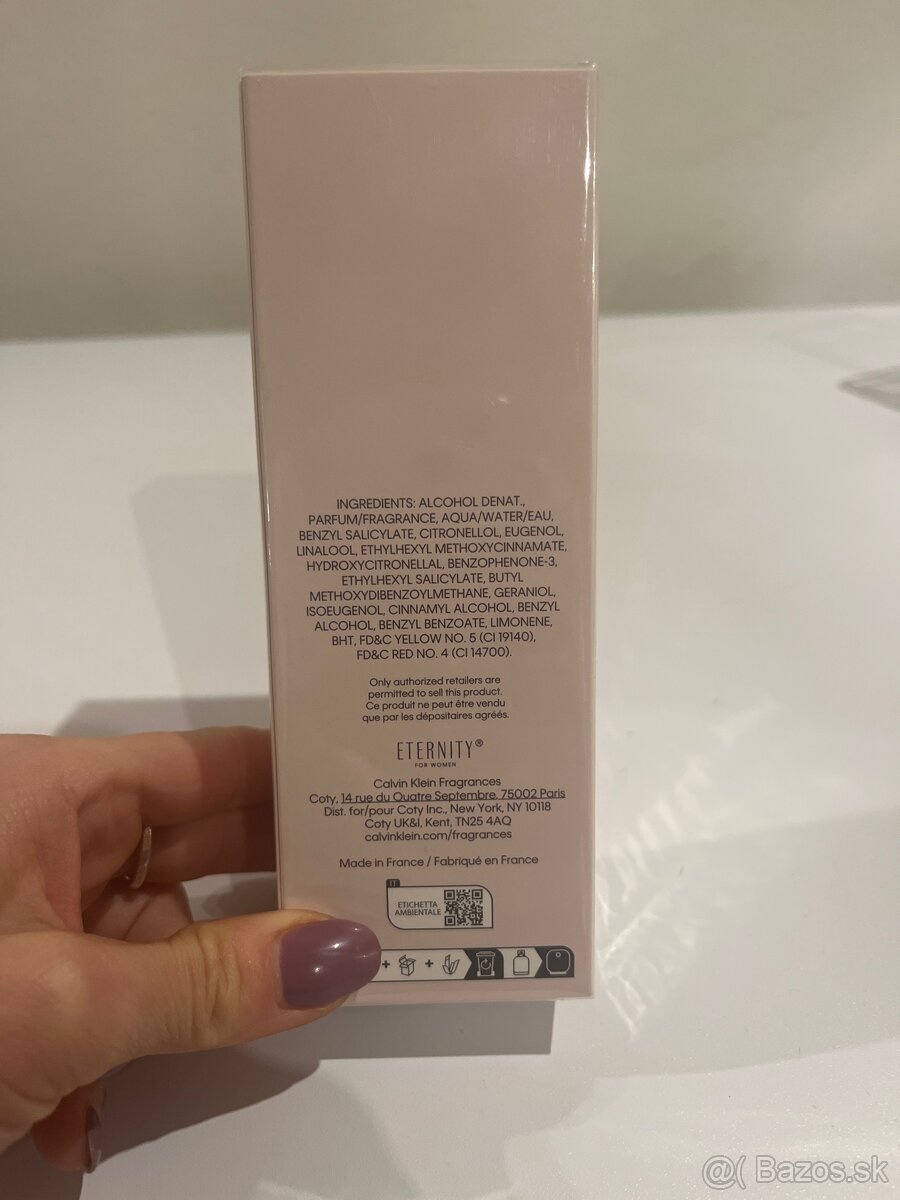 INGREDIENTS: ALCOHOL DENAT.,
PARFUM/FRAGRANCE, AQUA/WATER/EAU,
BENZYL SALICYLATE, CITRONELLOL, EUGENOL,
LINALOOL, ETHYLHEXYL METHOXYCINNAMATE,
HYDROXYCITRONELLAL, BENZOPHENONE-3,
ETHYLHEXYL SALICYLATE, BUTYL
METHOXYDIBENZOYLMETHANE, GERANIOL,
ISOEUGENOL, CINNAMYL ALCOHOL, BENZYL
ALCOHOL, BENZYL BENZOATE, LIMONENE,
BHT, FD&C YELLOW NO. 5 (CI 19140),
FD&C RED NO. 4 (CI 14700).
Only authorized retailers are
permitted to sell this product.
Ce produit ne peut être vendu
que par les dépositaires agréés.
ETERNITY®
FOR WOMEN
Calvin Klein Fragrances
Coty, 14 rue du Quatre Septembre, 75002 Paris
Dist. for/pour Coty Inc., New York, NY 10118
Coty UK&I, Kent, TN25 4AQ
calvinklein.com/fragrances
Made in France / Fabriqué en France
IT
ETICHETTA
AMBIENTALE
+ +
@( Bazos.sk